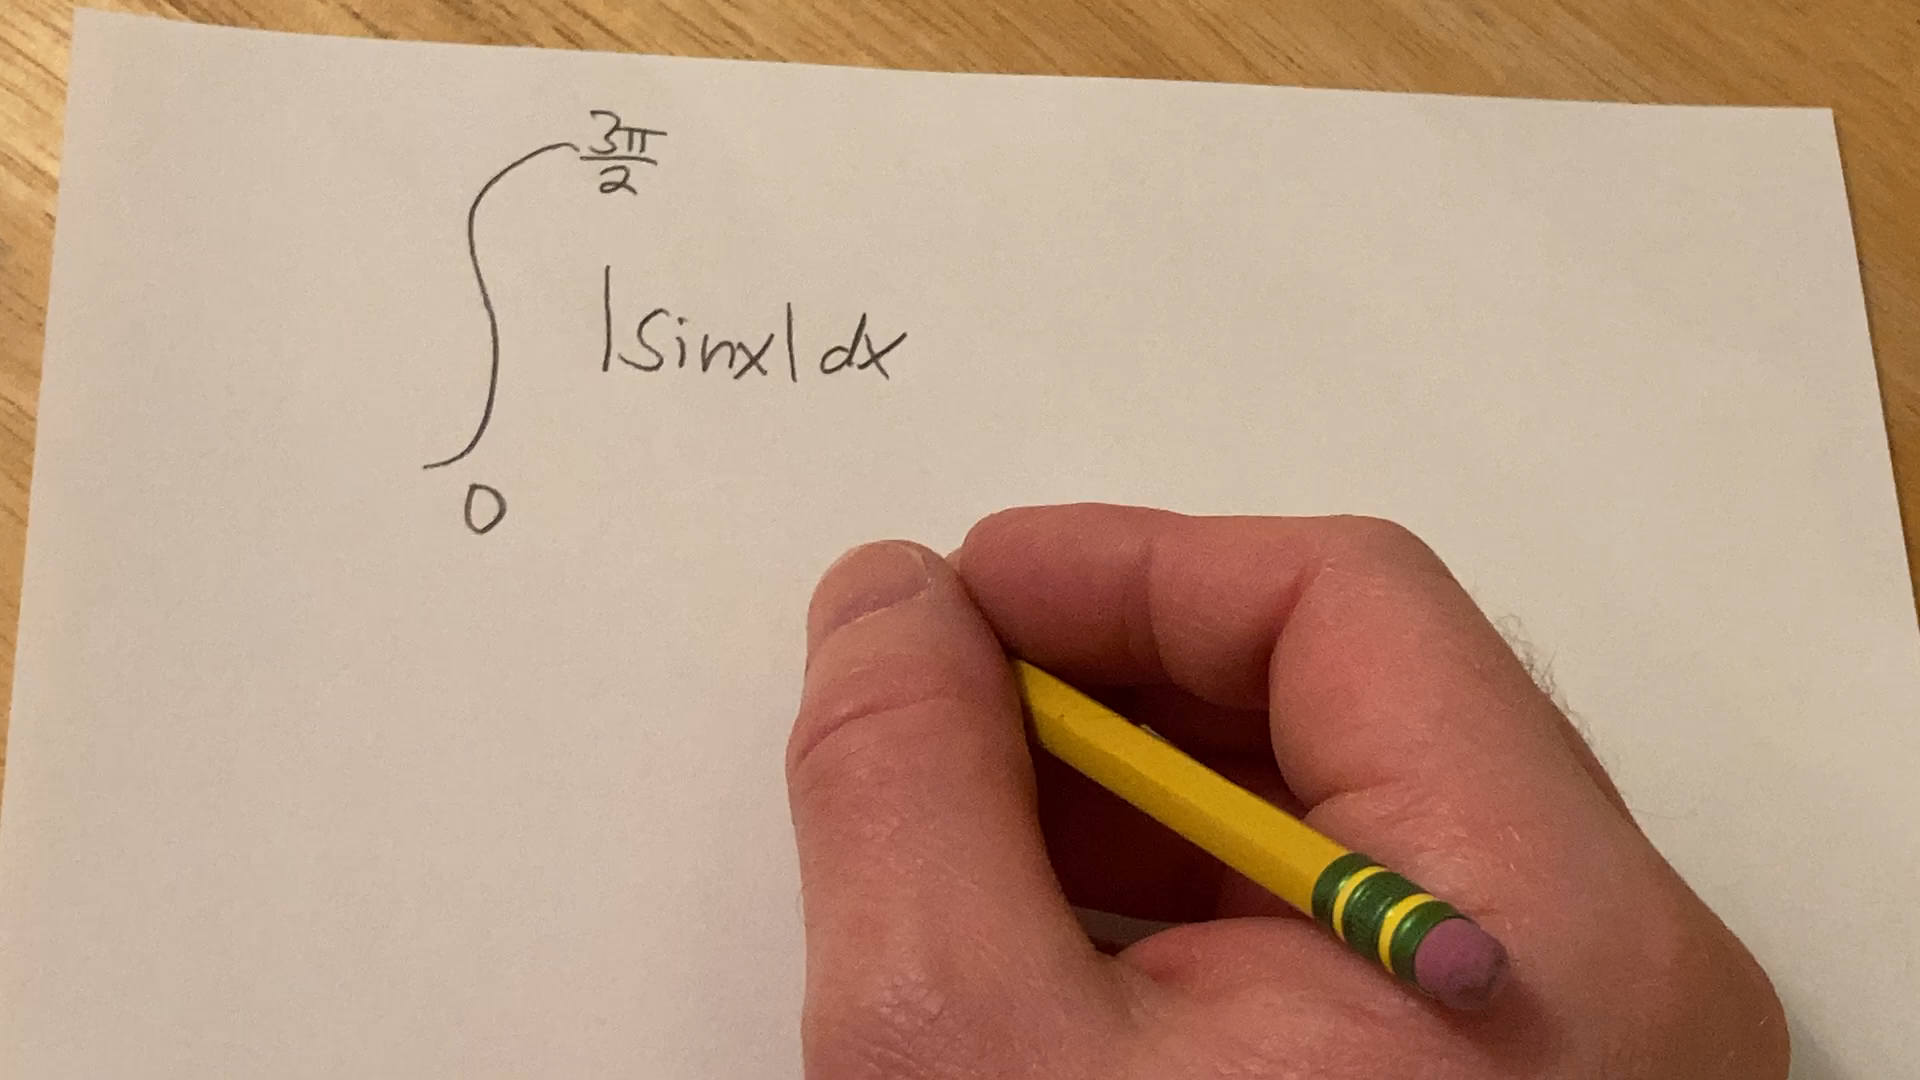 ∫₀^(3π/2) |sinx| dx